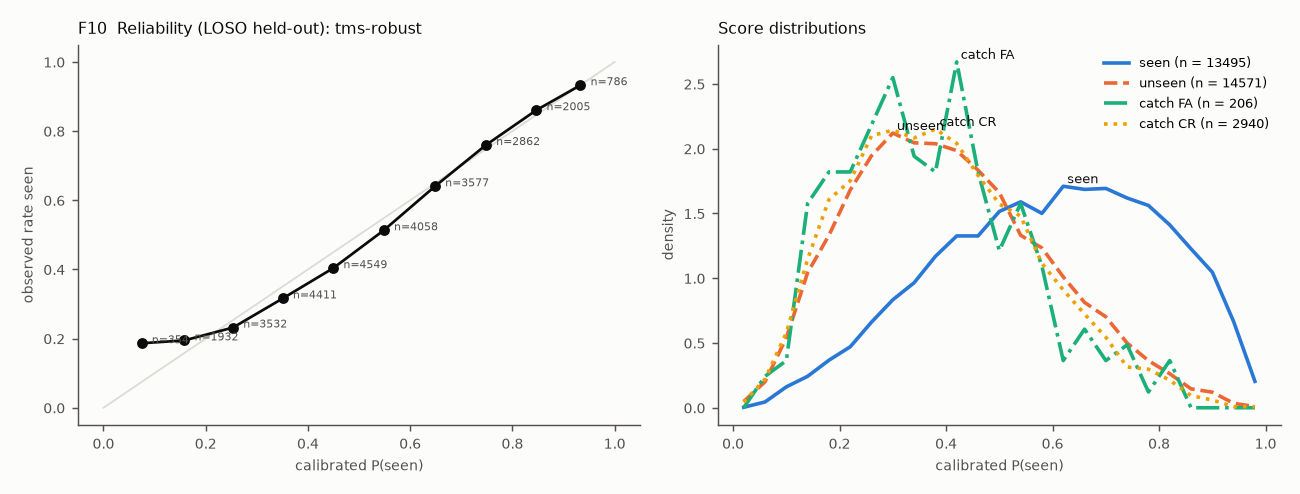 F10  Reliability (LOSO held-out): tms-robust
observed rate seen
1.0
0.8
0.6
0.4
0.2
0.0
n=1932
n=3532
n=4411
n=4549
n=4058
n=3577
n=2862
n=2005
n=786
0.0 0.2 0.4 0.6 0.8 1.0
calibrated P(seen)
Score distributions
density
2.5
2.0
1.5
1.0
0.5
0.0
catch FA
unseen
catch CR
seen
seen (n = 13495)
unseen (n = 14571)
catch FA (n = 206)
catch CR (n = 2940)
0.0 0.2 0.4 0.6 0.8 1.0
calibrated P(seen)